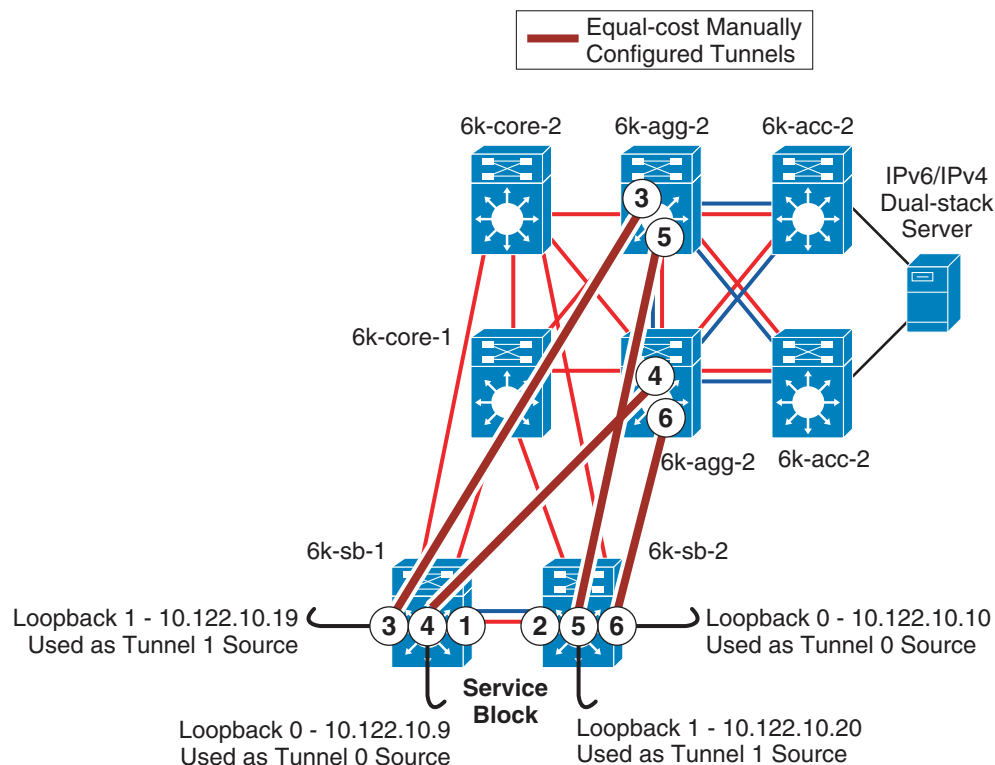 Equal-cost Manually
Configured Tunnels
6k-core-2
6k-agg-2
6k-acc-2
IPv6/IPv4
Dual-stack
Server
3
5
6k-core-1
4
6
6k-agg-2
6k-acc-2
6k-sb-1
6k-sb-2
Loopback 1 - 10.122.10.19
Used as Tunnel 1 Source
3
4
1
2
5
6
Loopback 0 - 10.122.10.10
Used as Tunnel 0 Source
Service
Block
Loopback 0 - 10.122.10.9
Used as Tunnel 0 Source
Loopback 1 - 10.122.10.20
Used as Tunnel 1 Source